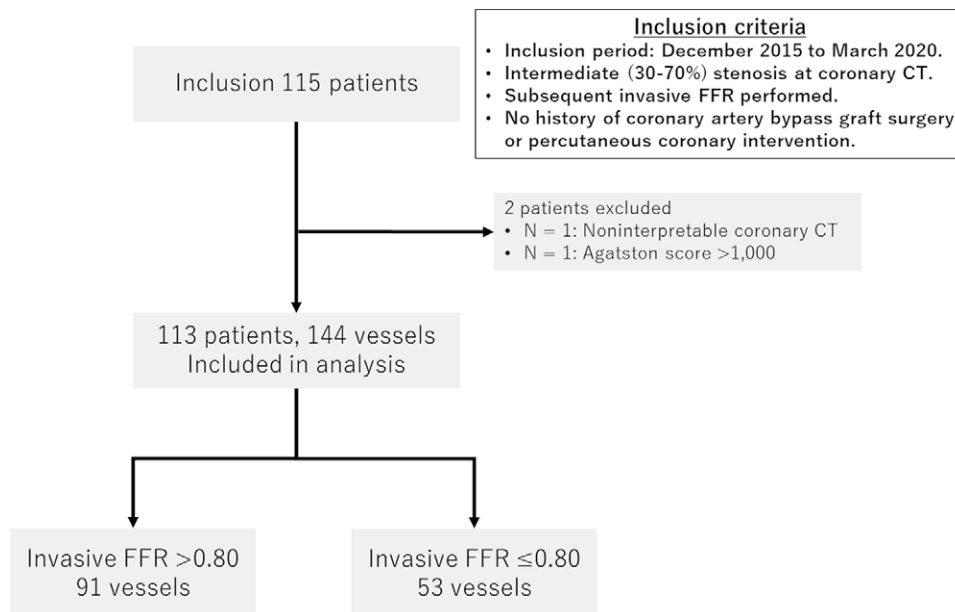 Inclusion criteria
• Inclusion period: December 2015 to March 2020.
• Intermediate (30-70%) stenosis at coronary CT.
• Subsequent invasive FFR performed.
• No history of coronary artery bypass graft surgery
or percutaneous coronary intervention.
Inclusion 115 patients
2 patients excluded
• N = 1: Noninterpretable coronary CT
• N = 1: Agatston score >1,000
113 patients, 144 vessels
Included in analysis
Invasive FFR >0.80
91 vessels
Invasive FFR ≤0.80
53 vessels